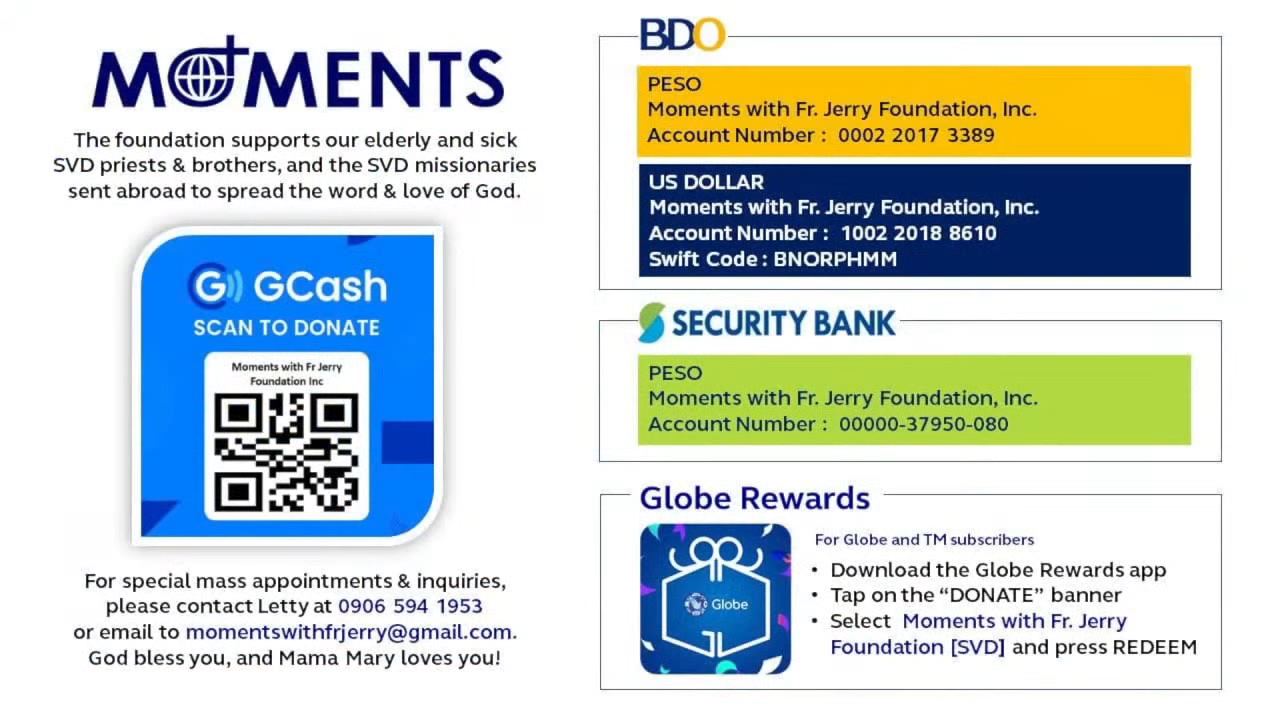 MOMENTS
The foundation supports our elderly and sick
SVD priests & brothers, and the SVD missionaries
sent abroad to spread the word & love of God.
GCash
SCAN TO DONATE
Moments with Fr Jerry
Foundation Inc
For special mass appointments & inquiries,
please contact Letty at 0906 594 1953
or email to momentswithfrjerry@gmail.com.
God bless you, and Mama Mary loves you!
BDO
PESO
Moments with Fr. Jerry Foundation, Inc.
Account Number : 0002 2017 3389
US DOLLAR
Moments with Fr. Jerry Foundation, Inc.
Account Number : 1002 2018 8610
Swift Code : BNORPHMM
SECURITY BANK
PESO
Moments with Fr. Jerry Foundation, Inc.
Account Number : 00000-37950-080
Globe Rewards
Globe
For Globe and TM subscribers
• Download the Globe Rewards app
• Tap on the “DONATE” banner
• Select Moments with Fr. Jerry
Foundation [SVD] and press REDEEM